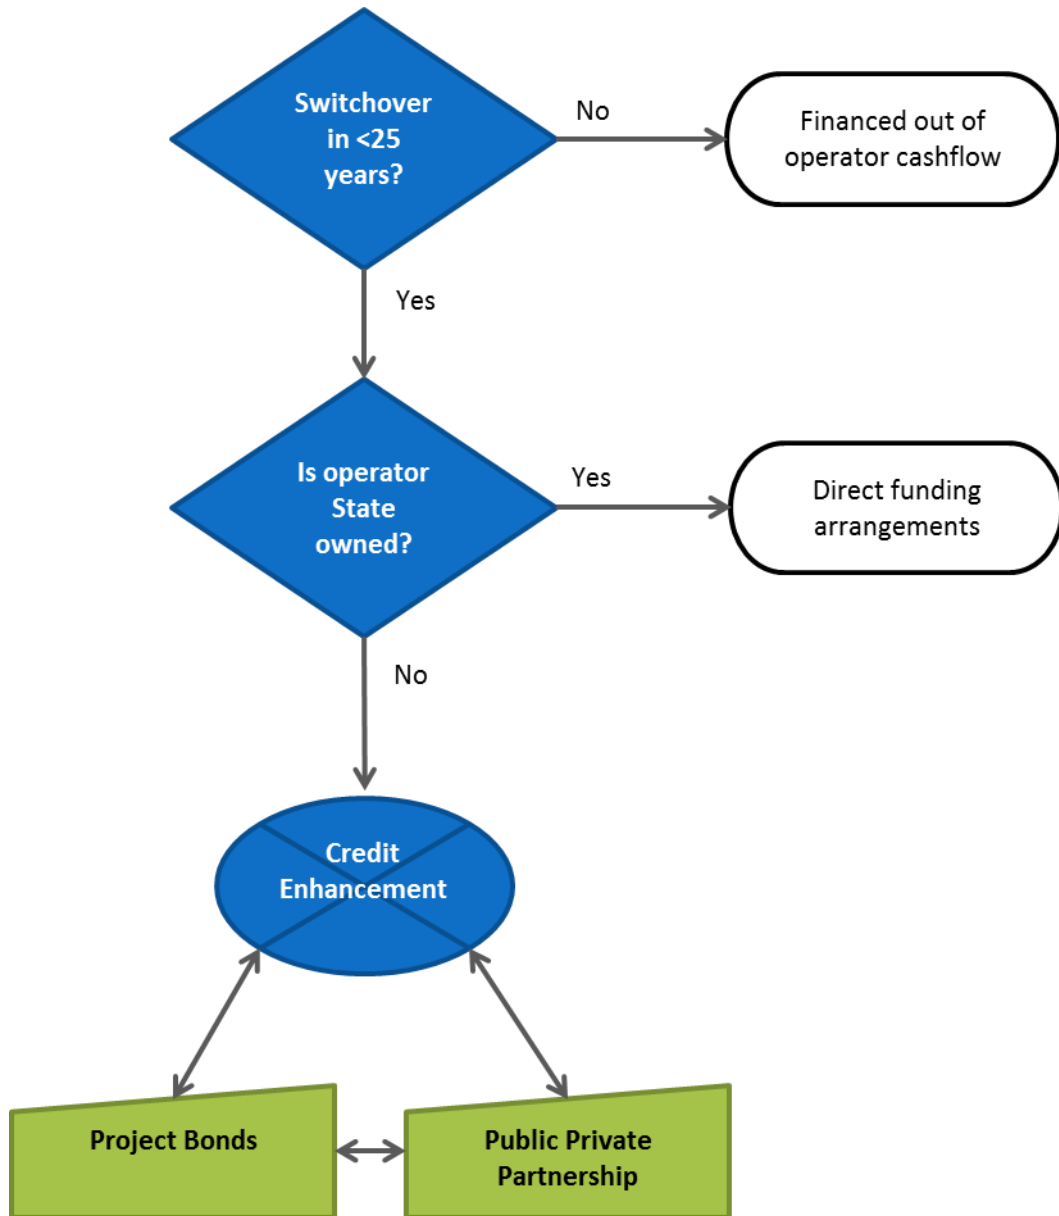 Switchover
in <25
years?
No
Financed out of
operator cashflow
Yes
Is operator
State
owned?
Yes
Direct funding
arrangements
No
Credit
Enhancement
Project Bonds
Public Private
Partnership